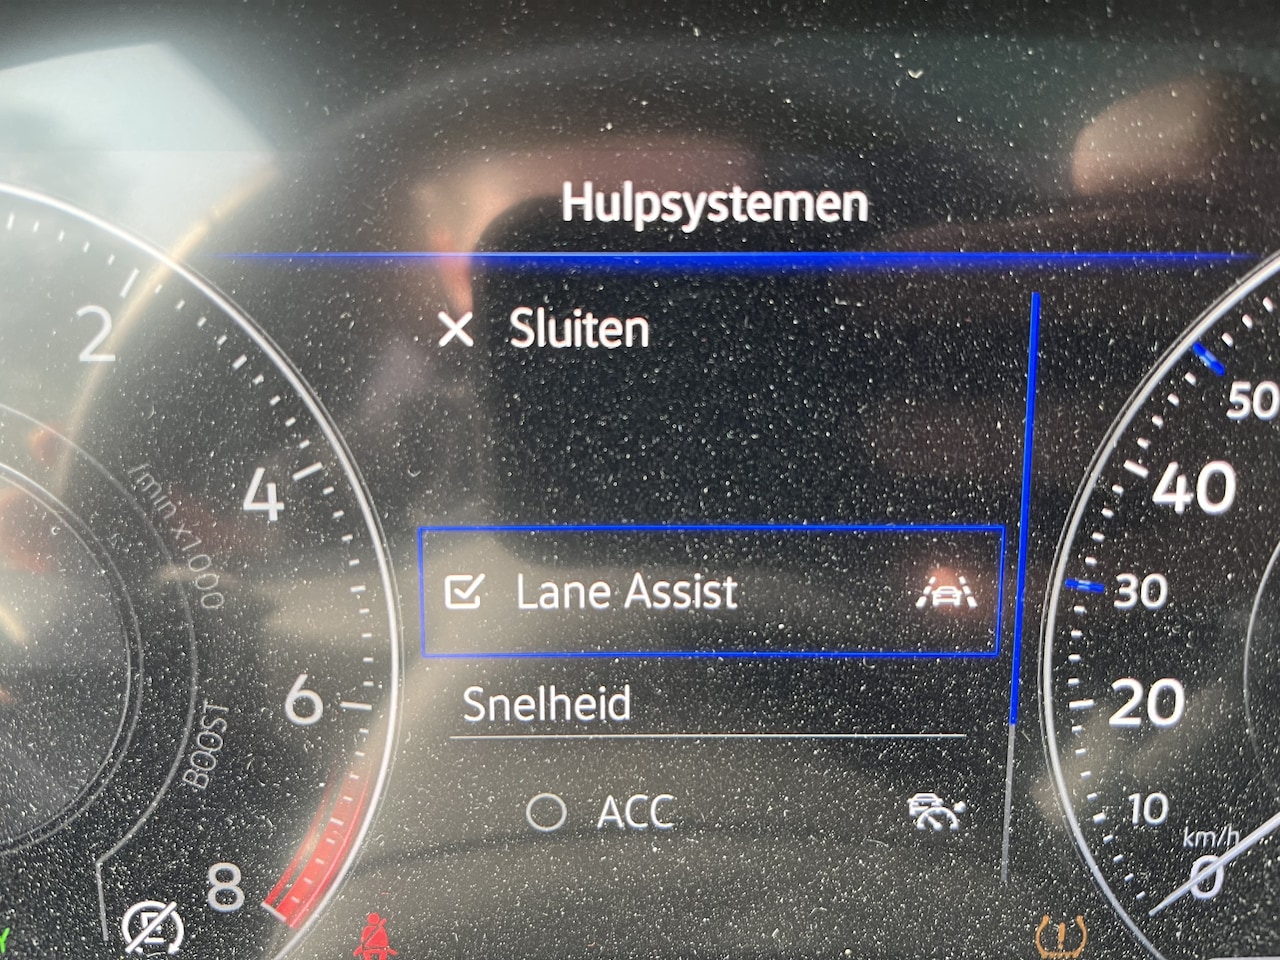 Hulpsystemen
Sluiten
Lane Assist
Snelheid
ACC
2
4
6
8
1/min x1000
BOOST
50
40
30
20
10
km/h
0